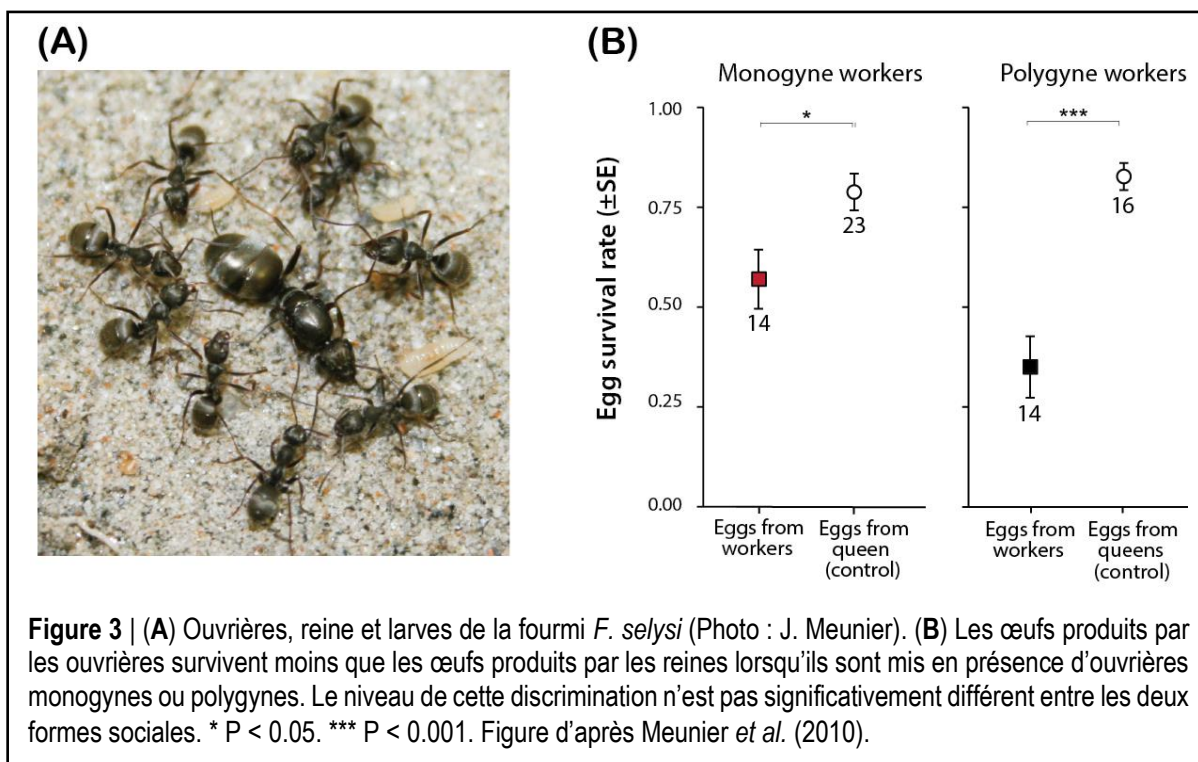 (A)
(B)
Monogyne workers
Polygyne workers
1.00
0.75
0.50
0.25
0.00
Egg survival rate (±SE)
*
23
14
Eggs from
workers
Eggs from
queen
(control)
***
16
14
Eggs from
workers
Eggs from
queens
(control)
Figure 3 | (A) Ouvrières, reine et larves de la fourmi F. selysi (Photo : J. Meunier). (B) Les œufs produits par
les ouvrières survivent moins que les œufs produits par les reines lorsqu’ils sont mis en présence d’ouvrières
monogynes ou polygynes. Le niveau de cette discrimination n’est pas significativement différent entre les deux
formes sociales. * P < 0.05. *** P < 0.001. Figure d’après Meunier et al. (2010).